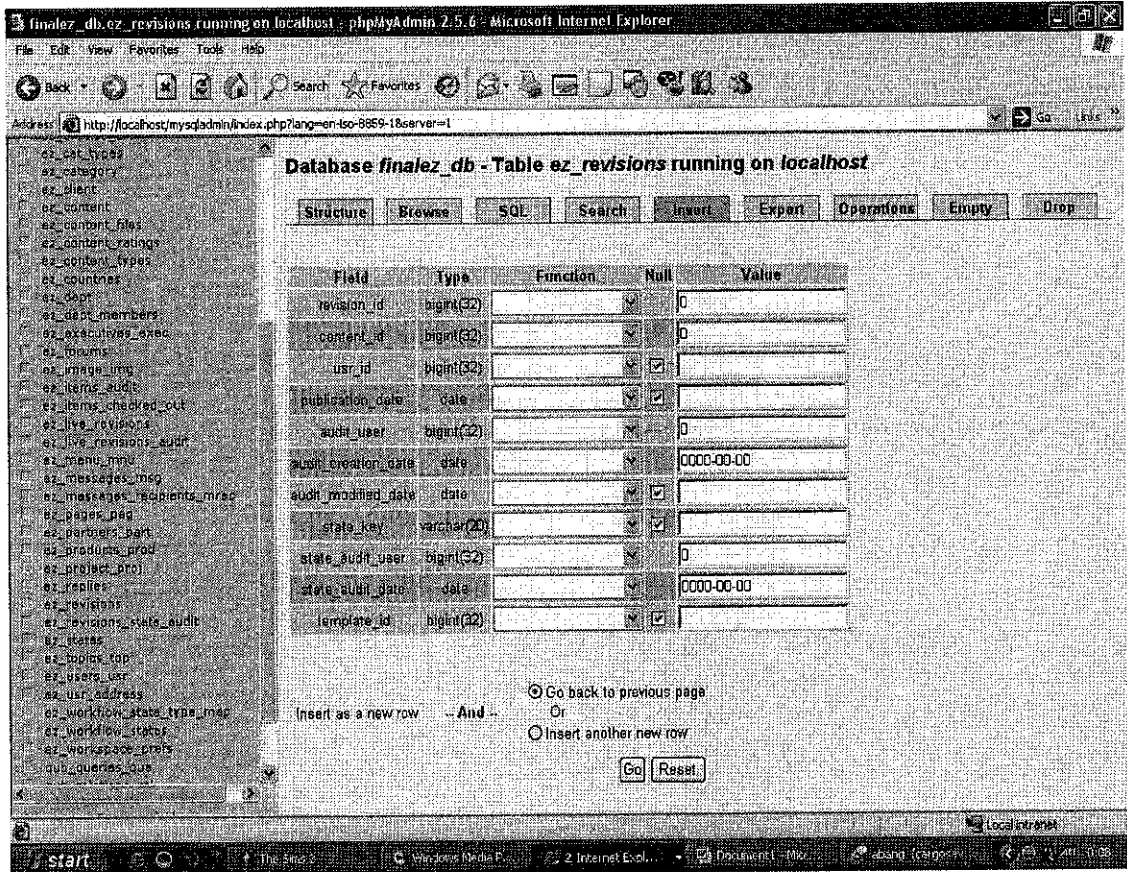 finalez_db.ez_revisions running on localhost - phpMyAdmin 2.5.6 - Microsoft Internet Explorer
File Edit View Favorites Tools Help
Back Search Favorites
Address http://localhost/mysqladmin/index.php?lang=en-iso-8859-1&server=1 Go Links
ez_cat_types
ez_category
ez_client
ez_content
ez_content_files
ez_content_ratings
ez_content_types
ez_countries
ez_dept
ez_dept_members
ez_executives_exec
ez_forums
ez_image_img
ez_items_audit
ez_items_checked_out
ez_live_revisions
ez_live_revisions_audit
ez_menu_mnu
ez_messages_msg
ez_messages_recipients_mrec
ez_pages_pag
ez_partners_part
ez_products_prod
ez_project_proj
ez_replies
ez_revisions
ez_revisions_state_audit
ez_states
ez_topics_top
ez_users_usr
ez_usr_address
ez_workflow_state_type_map
ez_workflow_states
ez_workspace_prefs
que_queries_que
Database finalez_db - Table ez_revisions running on localhost
Structure Browse SQL Search Insert Export Operations Empty Drop
Field Type Function Null Value
revision_id bigint(32) 0
content_id bigint(32) 0
usr_id bigint(32)
publication_date date
audit_user bigint(32) 0
audit_creation_date date 0000-00-00
audit_modified_date date
state_key varchar(20)
state_audit_user bigint(32) 0
state_audit_date date 0000-00-00
template_id bigint(32)
Insert as a new row -- And --
Go back to previous page
Or
Insert another new row
Go Reset
Local intranet
start The Sims 2 Windows Media P... 2 Internet Expl... Document1 - Mic...